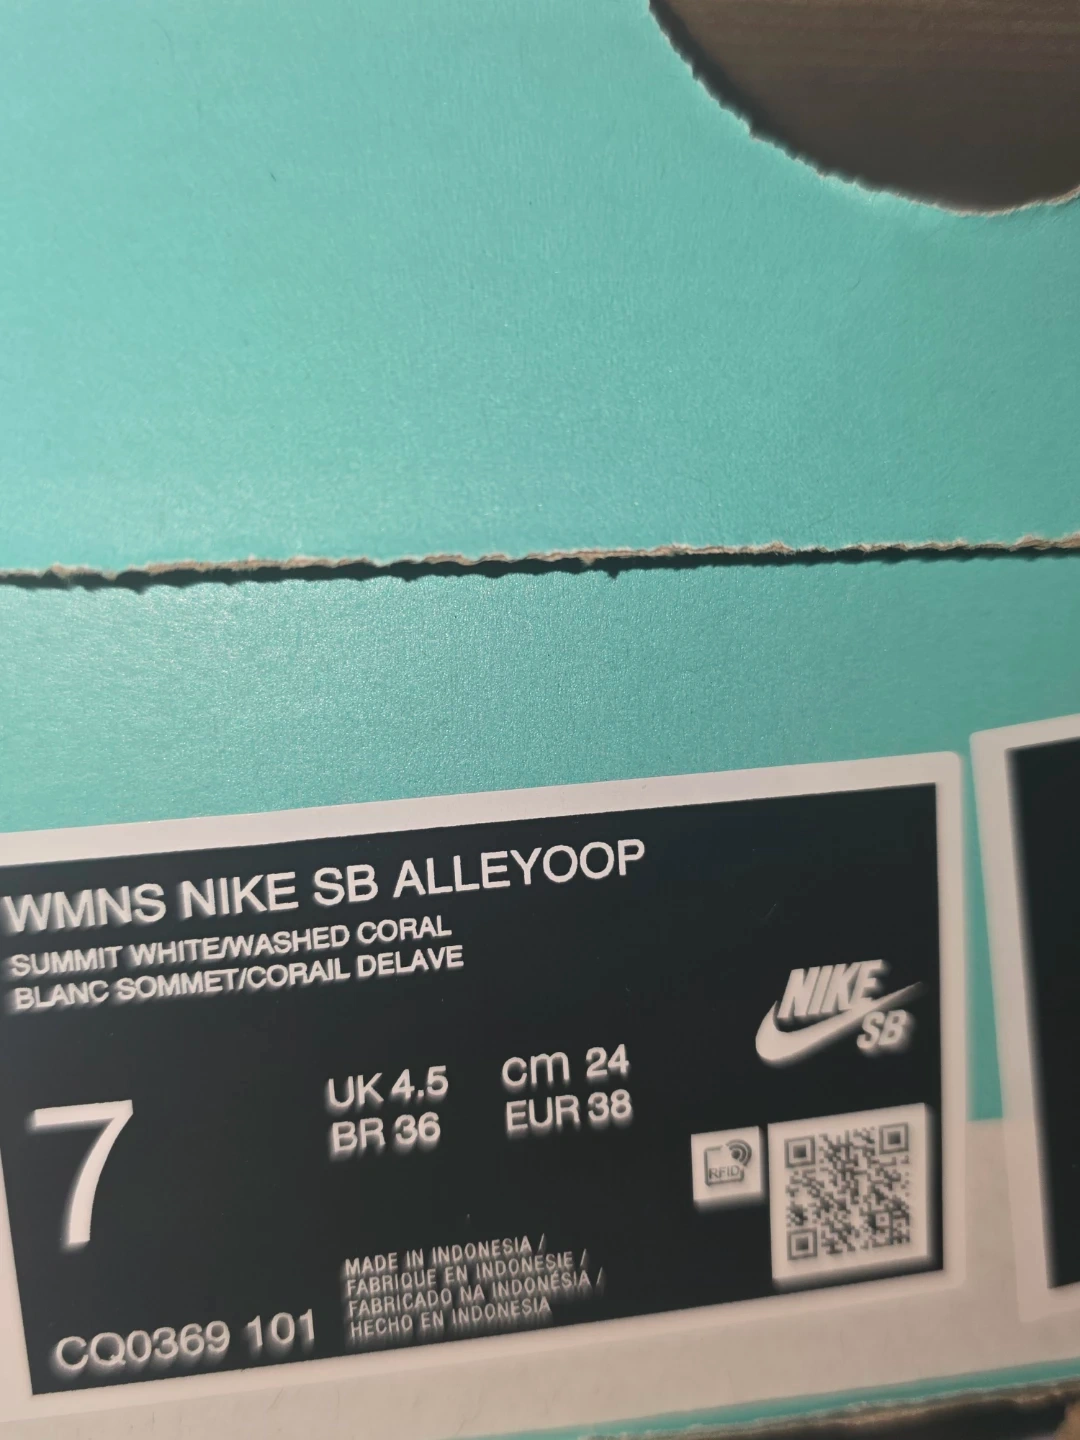 WMNS NIKE SB ALLEYOOP
SUMMIT WHITE/WASHED CORAL
BLANC SOMMET/CORAIL DELAVE
NIKE
SB
7
UK 4.5
BR 36
cm 24
EUR 38
RFID
MADE IN INDONESIA /
FABRIQUE EN INDONESIE /
FABRICADO NA INDONÉSIA /
HECHO EN INDONESIA
CQ0369 101